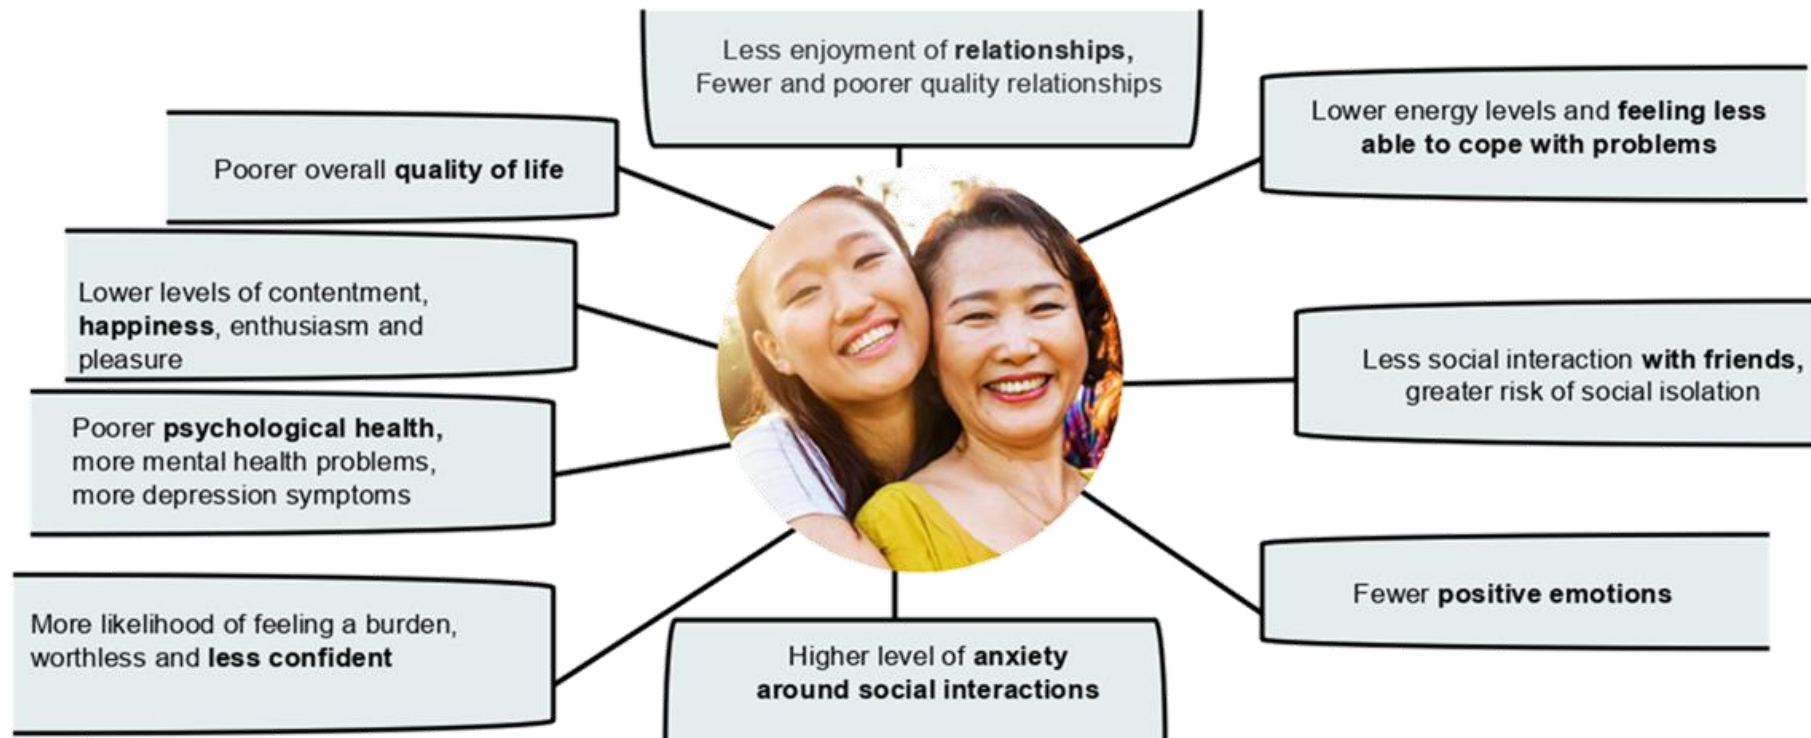 Less enjoyment of relationships,
Fewer and poorer quality relationships
Lower energy levels and feeling less
able to cope with problems
Poorer overall quality of life
Lower levels of contentment,
happiness, enthusiasm and
pleasure
Less social interaction with friends,
greater risk of social isolation
Poorer psychological health,
more mental health problems,
more depression symptoms
Fewer positive emotions
More likelihood of feeling a burden,
worthless and less confident
Higher level of anxiety
around social interactions